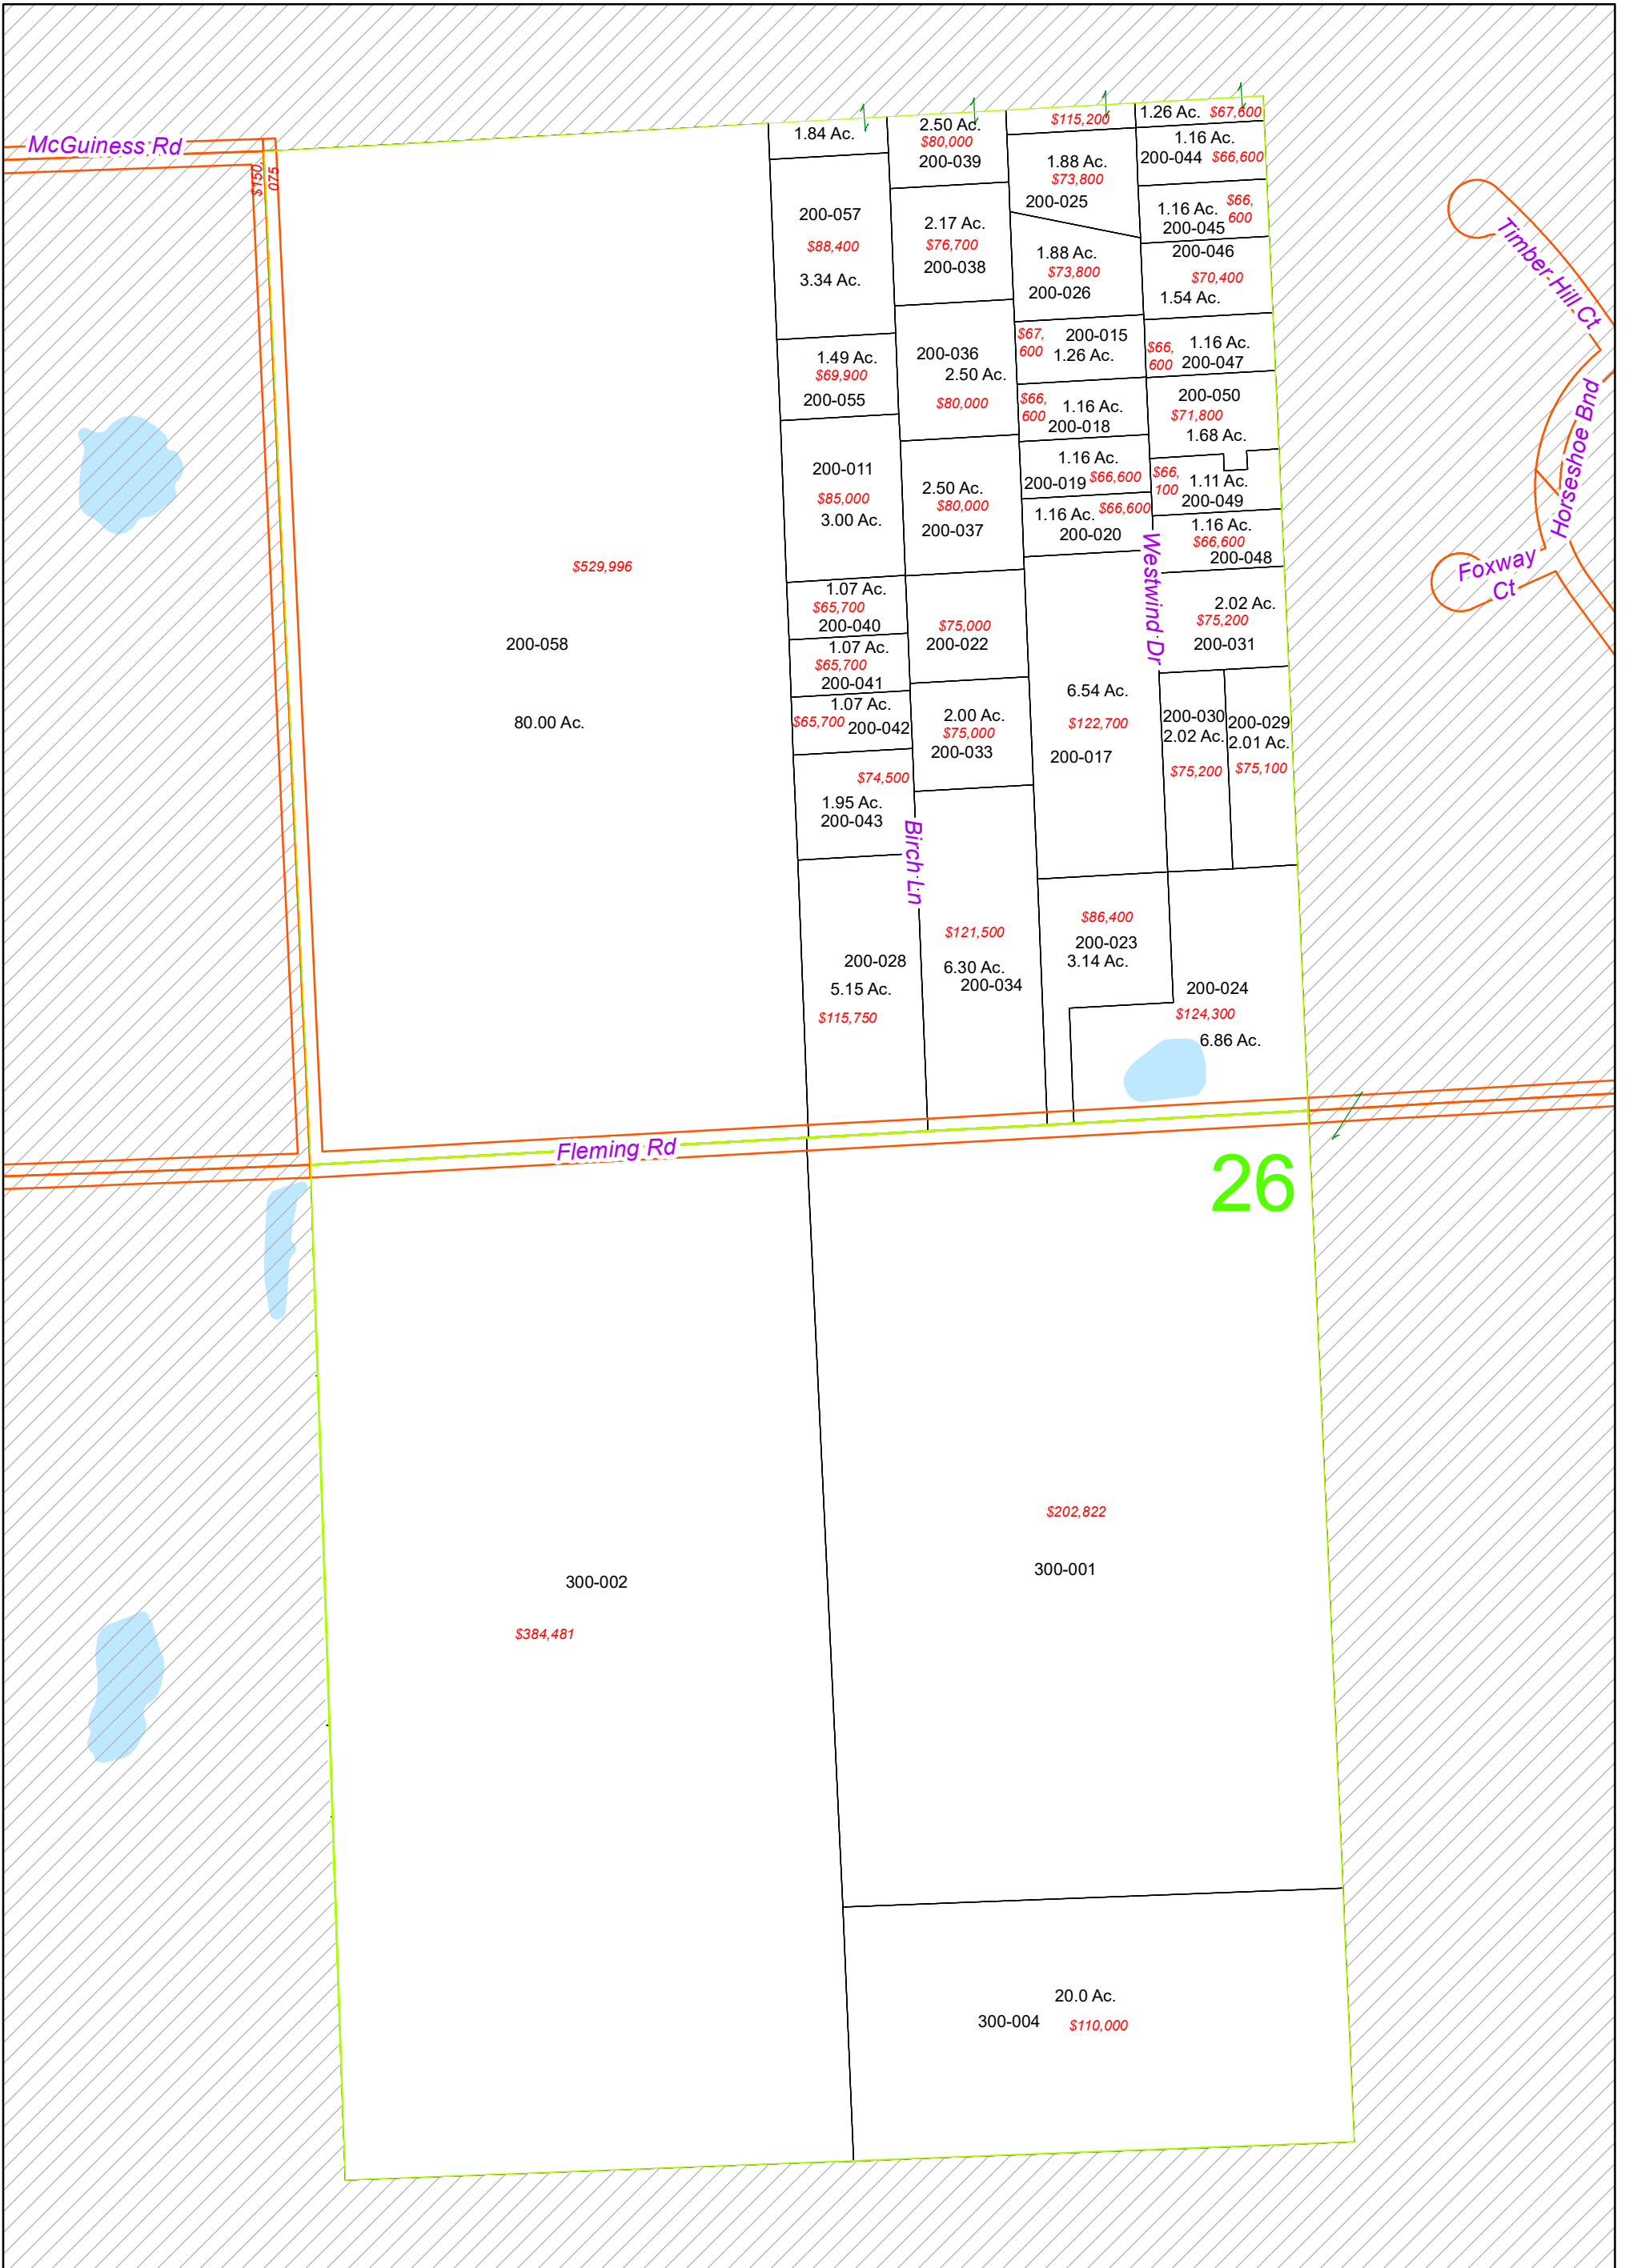 McGuiness Rd
$150,
075
1.84 Ac.
2.50 Ac.
$80,000
200-039
$115,200
1.26 Ac. $67,600
1.16 Ac.
200-044 $66,600
1.88 Ac.
$73,800
200-025
200-057
$88,400
3.34 Ac.
2.17 Ac.
$76,700
200-038
1.16 Ac.
$66,
600
200-045
200-046
$70,400
1.54 Ac.
1.88 Ac.
$73,800
200-026
Timber Hill Ct
$67,
600
200-015
1.26 Ac.
$66,
600
1.16 Ac.
200-047
1.49 Ac.
$69,900
200-055
200-036
2.50 Ac.
$80,000
$66,
600
1.16 Ac.
200-018
200-050
$71,800
1.68 Ac.
Horseshoe Bnd
200-011
$85,000
3.00 Ac.
2.50 Ac.
$80,000
200-037
1.16 Ac.
200-019 $66,600
$66,
100
1.11 Ac.
200-049
1.16 Ac. $66,600
200-020
1.16 Ac.
$66,600
200-048
Westwind Dr
Foxway
Ct
$529,996
200-058
80.00 Ac.
1.07 Ac.
$65,700
200-040
1.07 Ac.
$65,700
200-041
1.07 Ac.
$65,700 200-042
$75,000
200-022
2.02 Ac.
$75,200
200-031
6.54 Ac.
$122,700
200-017
2.00 Ac.
$75,000
200-033
200-030
2.02 Ac.
$75,200
200-029
2.01 Ac.
$75,100
$74,500
1.95 Ac.
200-043
Birch Ln
200-028
5.15 Ac.
$115,750
$121,500
6.30 Ac.
200-034
$86,400
200-023
3.14 Ac.
200-024
$124,300
6.86 Ac.
Fleming Rd
26
$202,822
300-001
300-002
$384,481
20.0 Ac.
300-004 $110,000